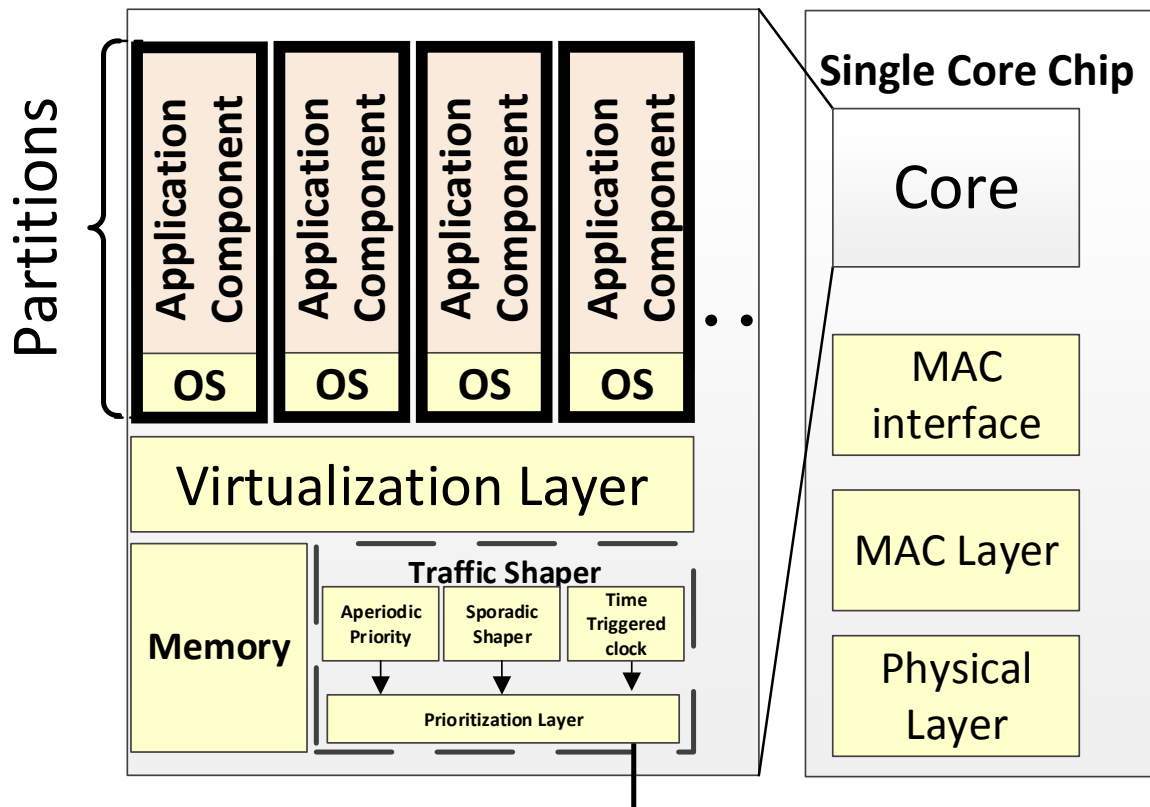 Partitions
Application
Component
OS
Application
Component
OS
Application
Component
OS
Application
Component
OS
. .
Virtualization Layer
Memory
Traffic Shaper
Aperiodic
Priority
Sporadic
Shaper
Time
Triggered
clock
Prioritization Layer
Single Core Chip
Core
MAC
interface
MAC Layer
Physical
Layer